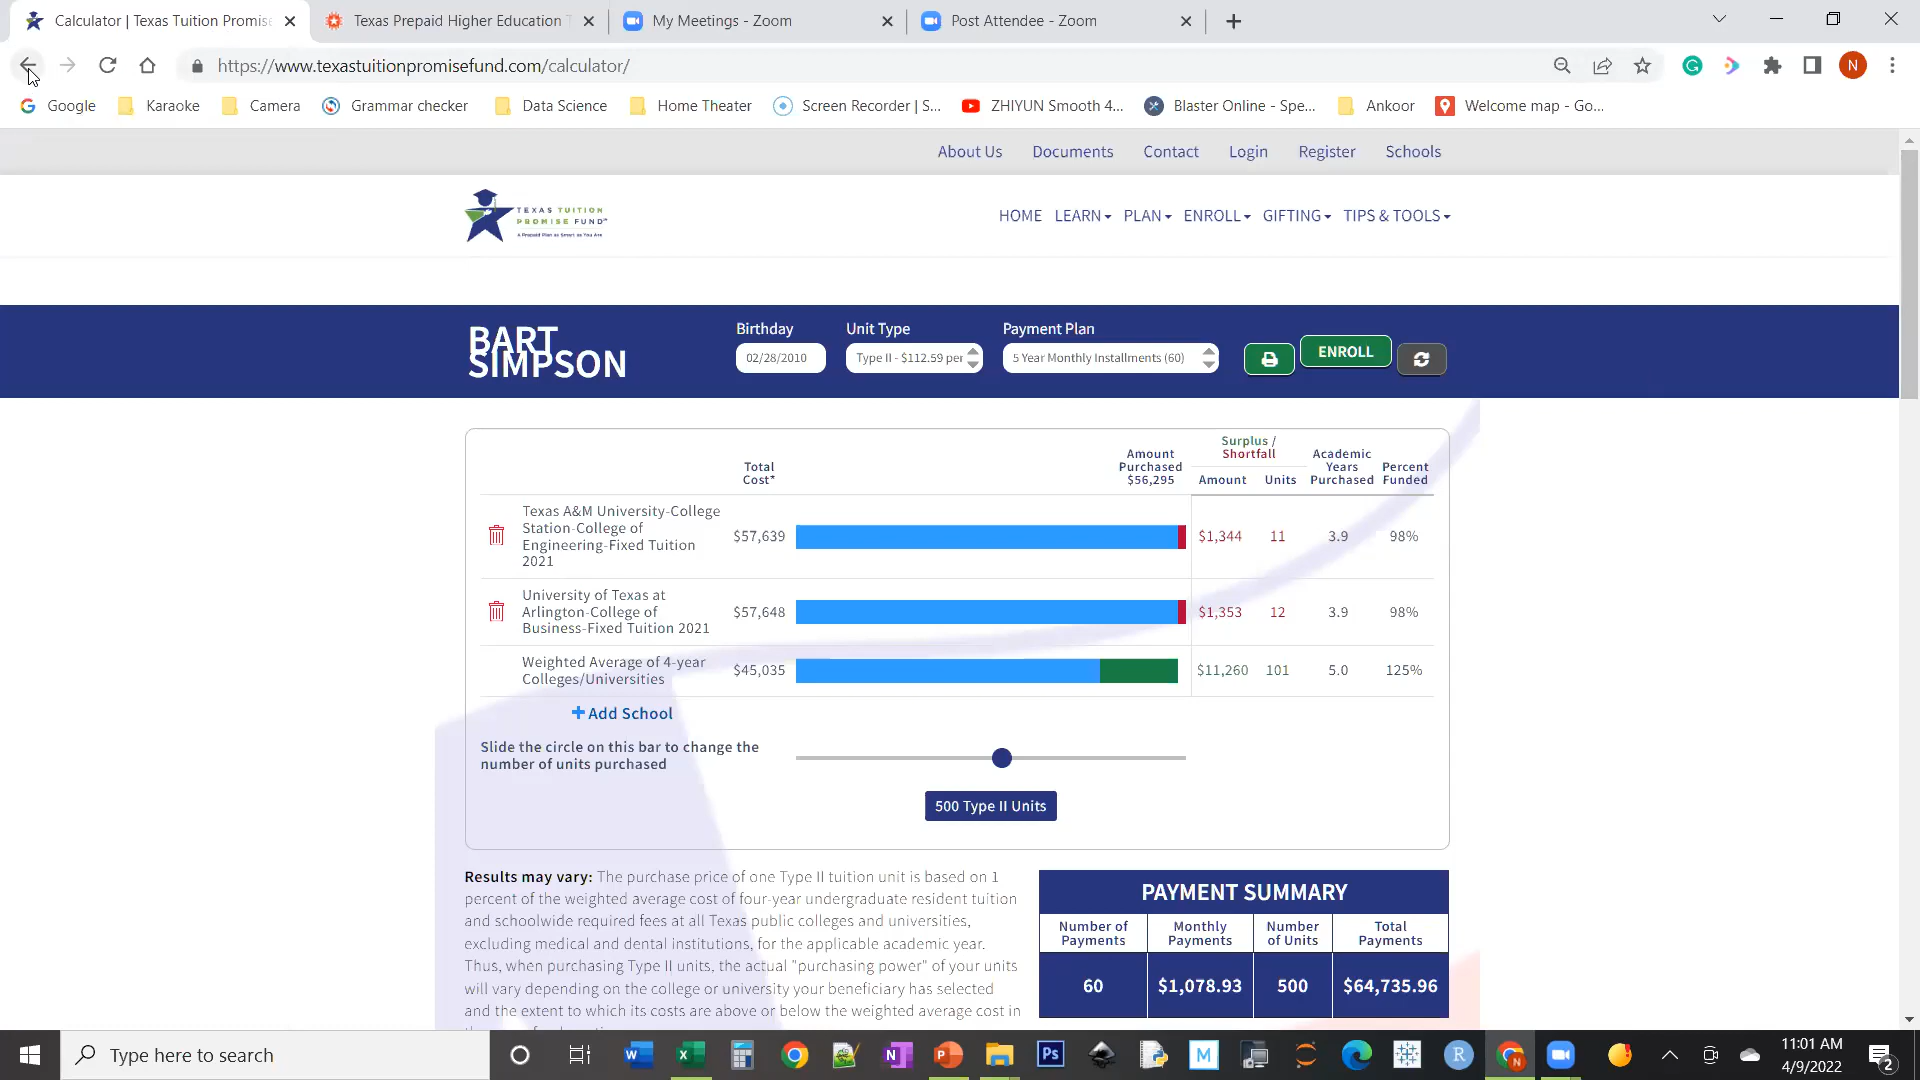 Calculator | Texas Tuition Promise
Texas Prepaid Higher Education T
My Meetings - Zoom
Post Attendee - Zoom
https://www.texastuitionpromisefund.com/calculator/
N
Google
Karaoke
Camera
Grammar checker
Data Science
Home Theater
Screen Recorder | S...
ZHIYUN Smooth 4...
Blaster Online - Spe...
Ankoor
Welcome map - Go...
About Us
Documents
Contact
Login
Register
Schools
TEXAS TUITION
PROMISE FUND
A Prepaid Plan as Smart as You Are
HOME
LEARN
PLAN
ENROLL
GIFTING
TIPS & TOOLS
BART
SIMPSON
Birthday
Unit Type
Payment Plan
02/28/2010
Type II - $112.59 per
5 Year Monthly Installments (60)
ENROLL
Total
Cost*
Amount
Purchased
$56,295
Surplus /
Shortfall
Amount
Units
Academic
Years
Purchased
Percent
Funded
Texas A&M University-College
Station-College of
Engineering-Fixed Tuition
2021
$57,639
$1,344
11
3.9
98%
University of Texas at
Arlington-College of
Business-Fixed Tuition 2021
$57,648
$1,353
12
3.9
98%
Weighted Average of 4-year
Colleges/Universities
$45,035
$11,260
101
5.0
125%
Add School
Slide the circle on this bar to change the
number of units purchased
500 Type II Units
Results may vary: The purchase price of one Type II tuition unit is based on 1
percent of the weighted average cost of four-year undergraduate resident tuition
and schoolwide required fees at all Texas public colleges and universities,
excluding medical and dental institutions, for the applicable academic year.
Thus, when purchasing Type II units, the actual "purchasing power" of your units
will vary depending on the college or university your beneficiary has selected
and the extent to which its costs are above or below the weighted average cost in
PAYMENT SUMMARY
Number of
Payments
Monthly
Payments
Number
of Units
Total
Payments
60
$1,078.93
500
$64,735.96
Type here to search
11:01 AM
4/9/2022
2